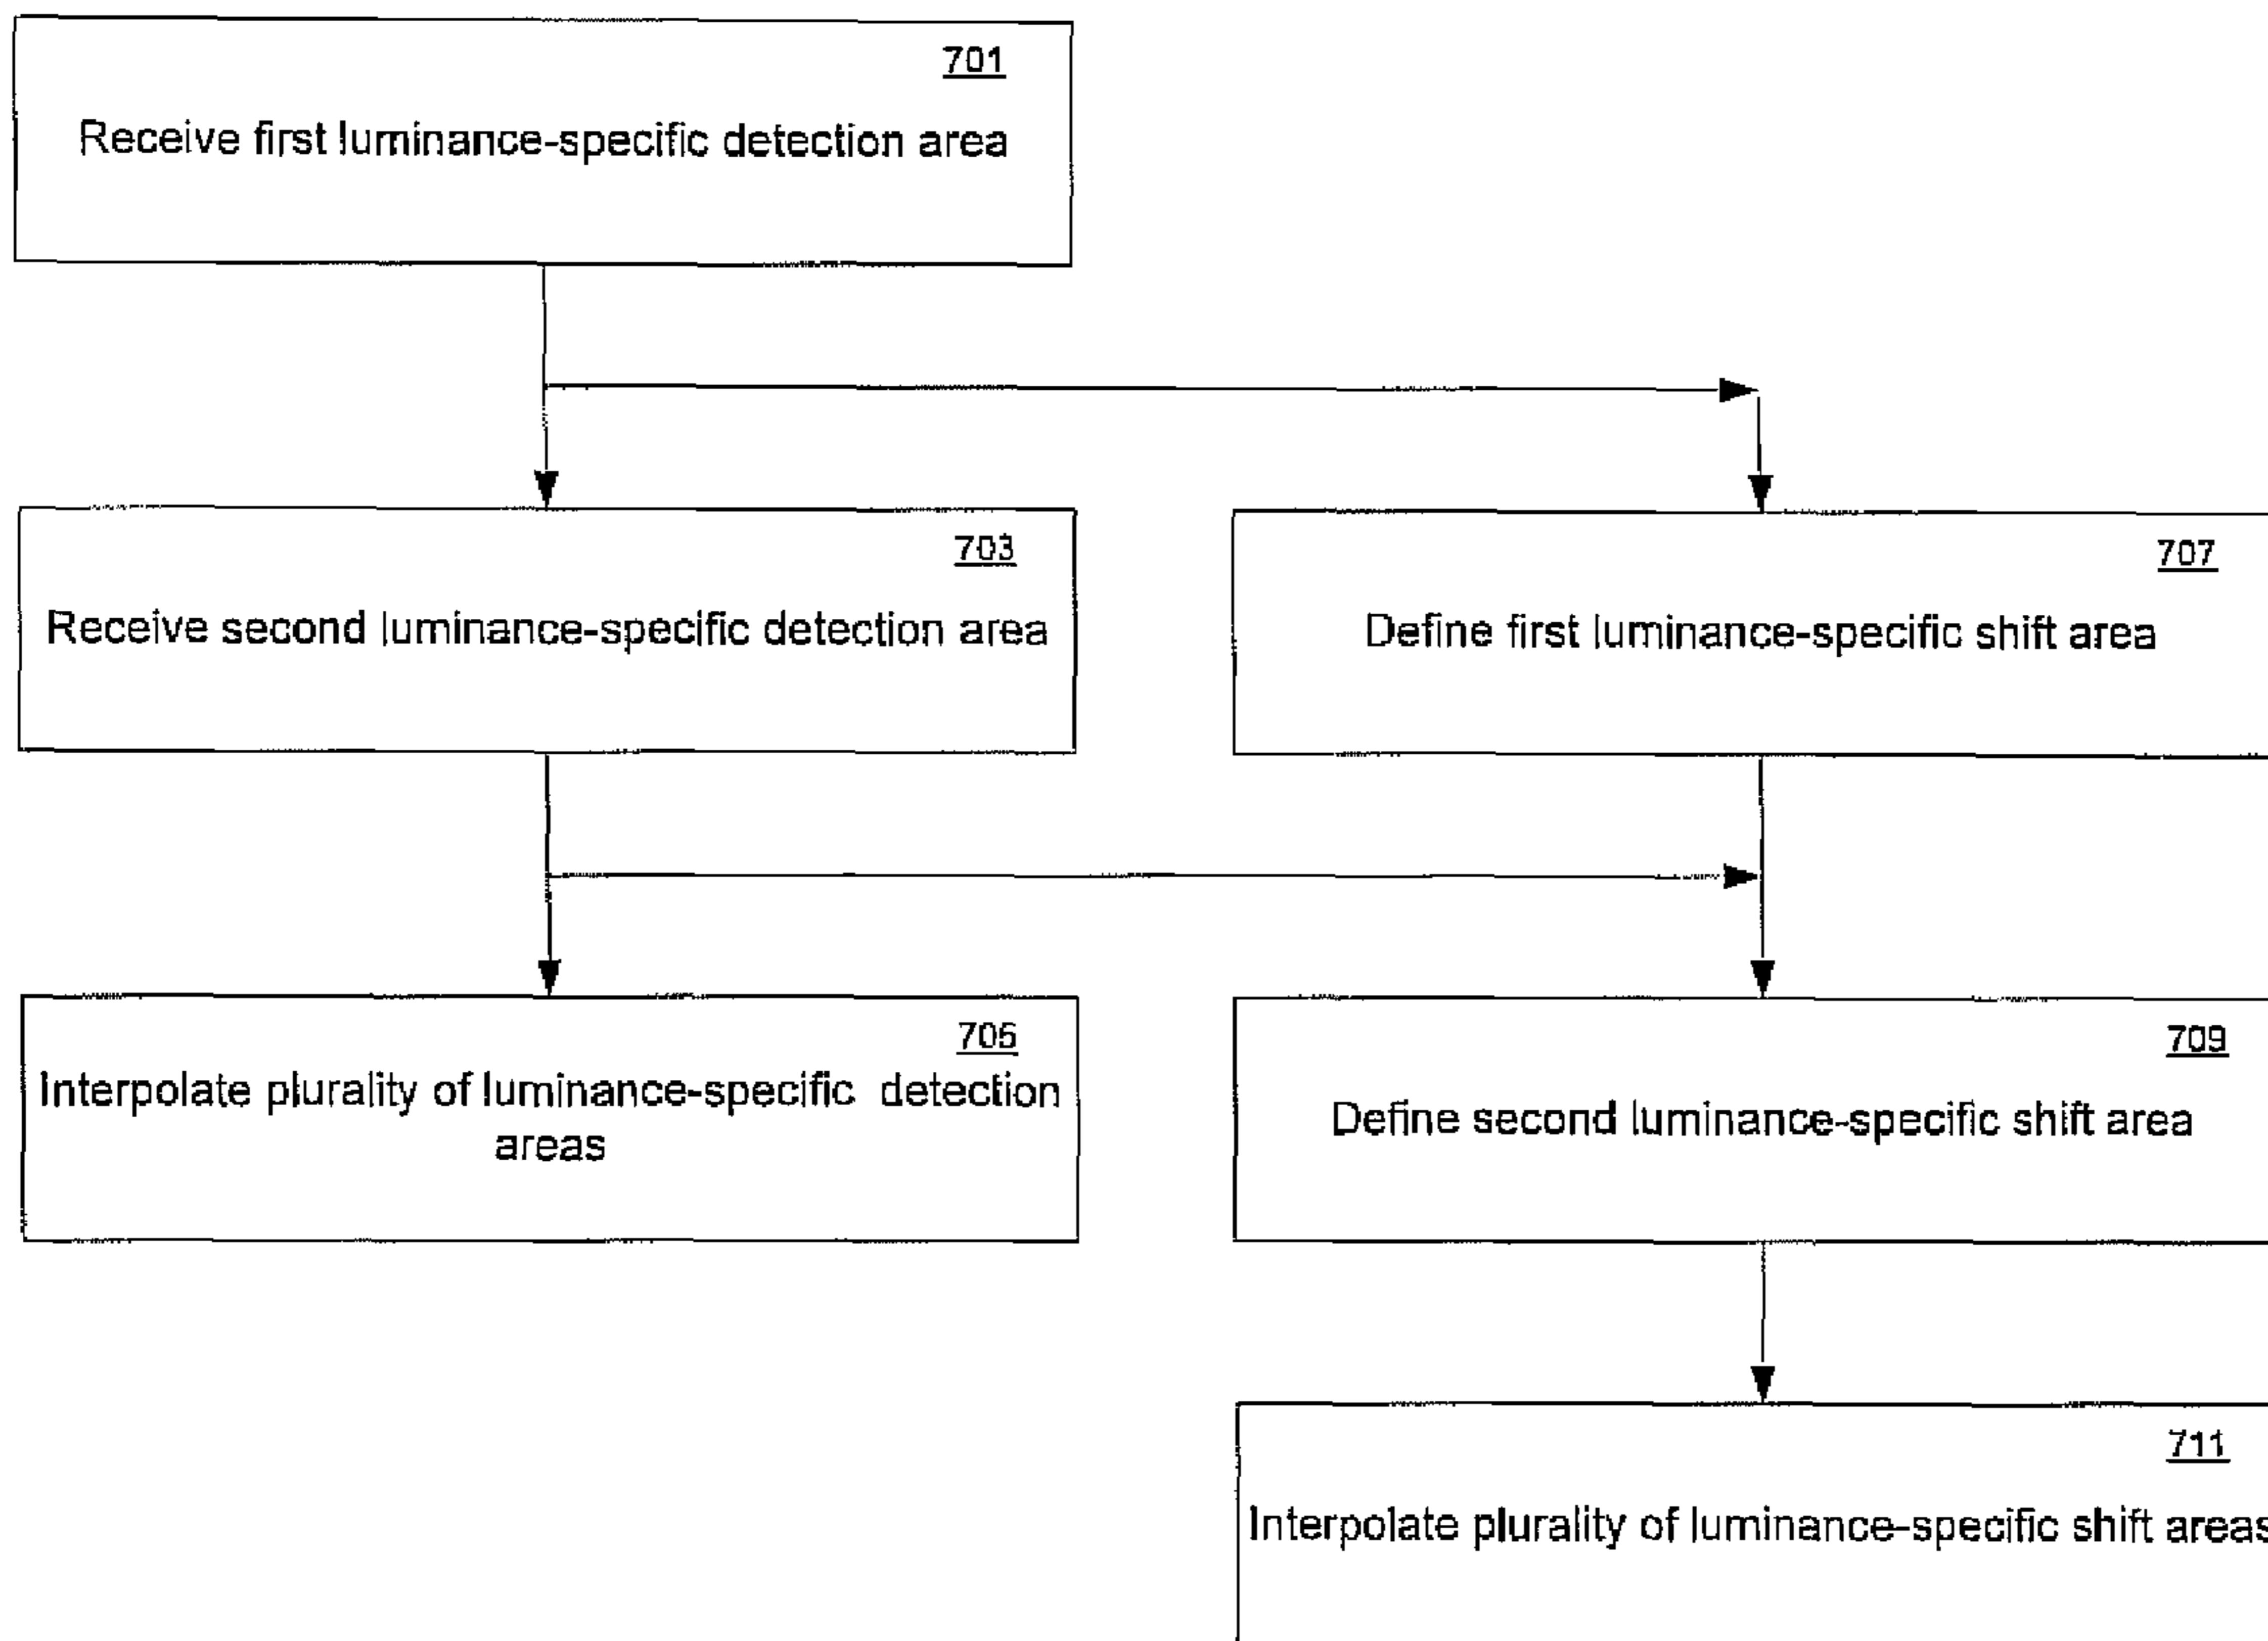 701
Receive first luminance-specific detection area
703
Receive second luminance-specific detection area
707
Define first luminance-specific shift area
705
Interpolate plurality of luminance-specific detection
areas
709
Define second luminance-specific shift area
711
Interpolate plurality of luminance-specific shift areas